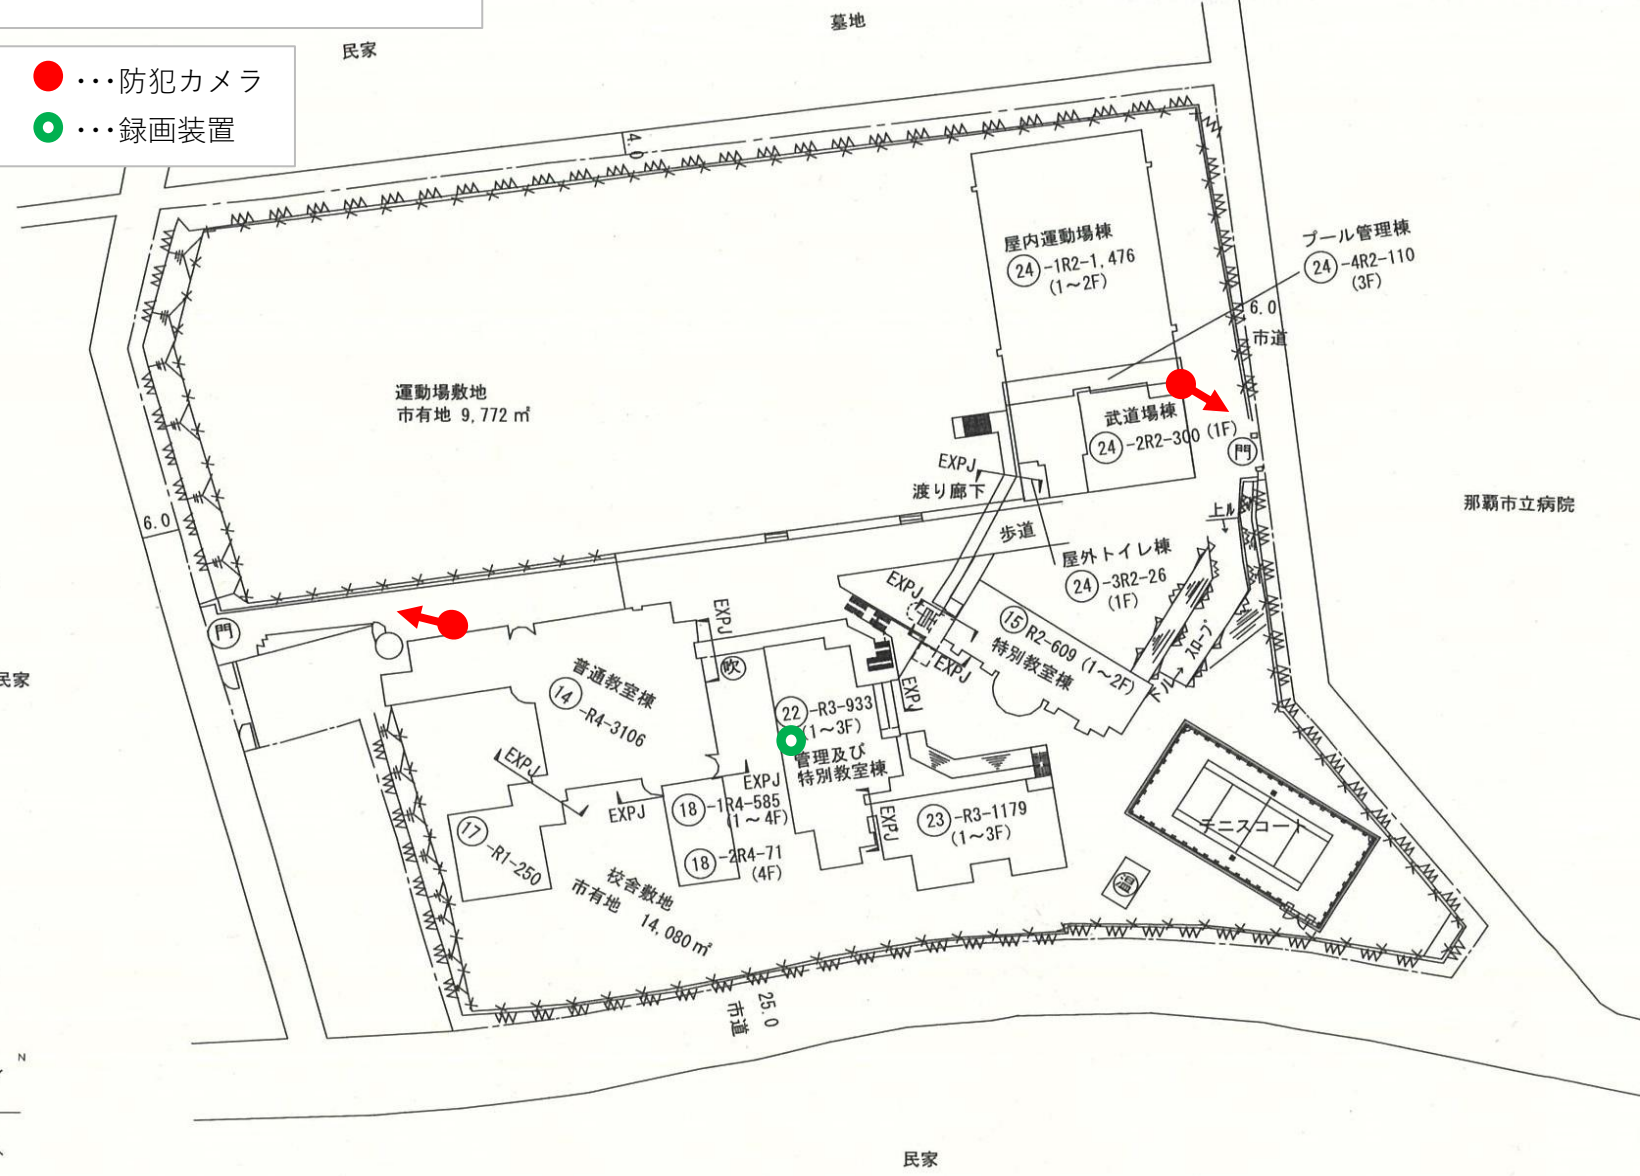 墓地
民家
●･･･防犯カメラ
･･･録画装置
4.0
屋内運動場棟
㉔-1R2-1,476
(1～2F)
プール管理棟
㉔-4R2-110
(3F)
6.0
市道
運動場敷地
市有地 9,772㎡
武道場棟
㉔-2R2-300 (1F)
門
EXPJ
渡り廊下
那覇市立病院
6.0
上ル
歩道
屋外トイレ棟
㉔-3R2-26
(1F)
EXPJ
EXPJ
⑮R2-609 (1～2F)
特別教室棟
門
スロープ
民家
吹
EXPJ
普通教室棟
⑭-R4-3106
EXPJ
㉒-R3-933
(1～3F)
管理及び
特別教室棟
EXPJ
EXPJ
⑱-1R4-585
(1～4F)
EXPJ
EXPJ
㉓-R3-1179
(1～3F)
テニスコート
⑰-R1-250
⑱-2R4-71
(4F)
温
校舎敷地
市有地 14,080㎡
25.0
市道
N
民家